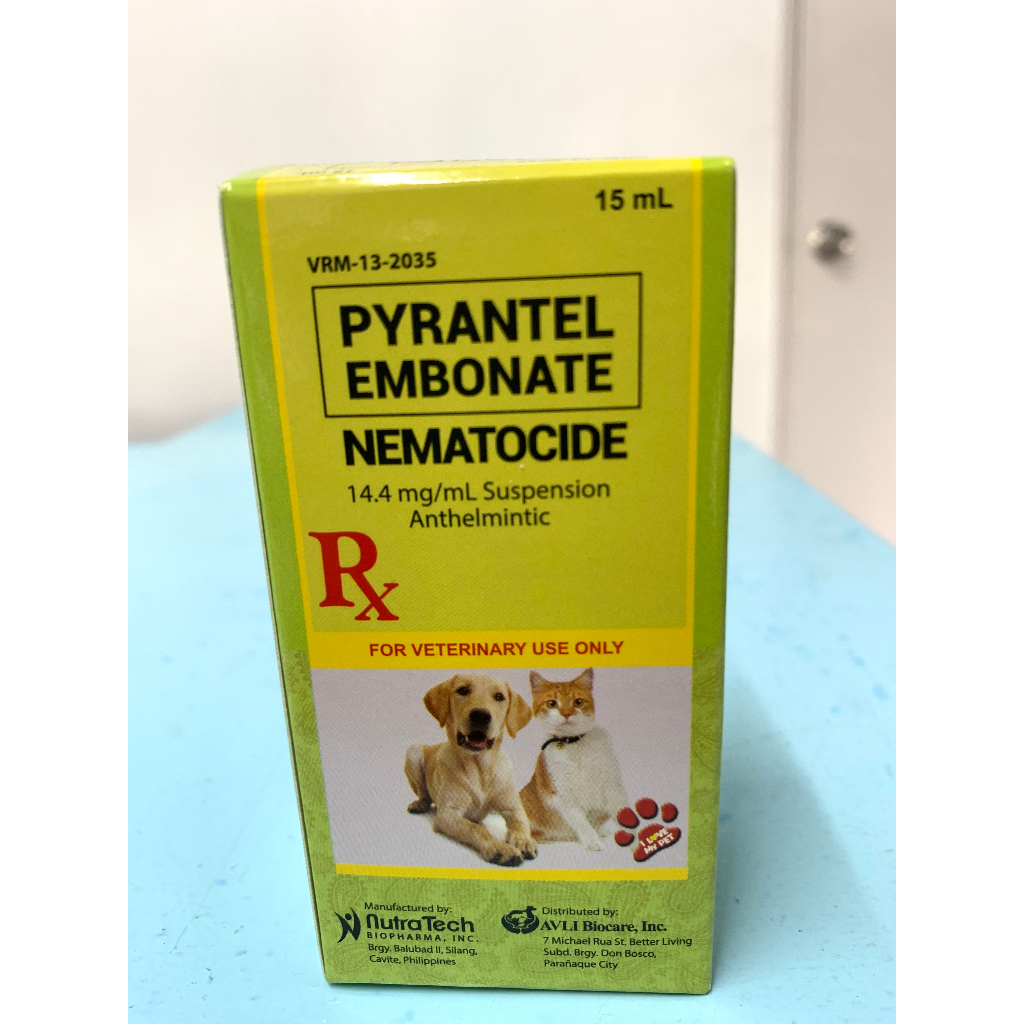 15 mL
VRM-13-2035
PYRANTEL
EMBONATE
NEMATOCIDE
14.4 mg/mL Suspension
Anthelmintic
Rx
FOR VETERINARY USE ONLY
I LOVE
MY PET
Manufactured by:
NutraTech
BIOPHARMA, INC.
Brgy. Balubad II, Silang,
Cavite, Philippines
Distributed by:
AVLI Biocare, Inc.
7 Michael Rua St. Better Living
Subd. Brgy. Don Bosco,
Parañaque City